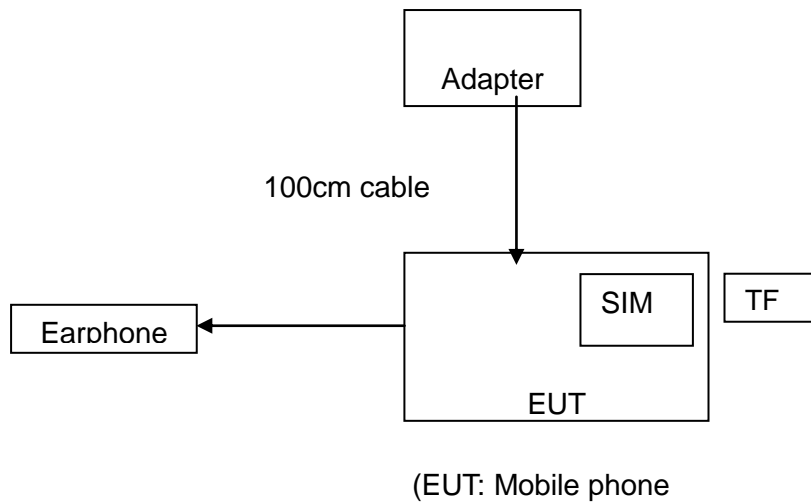 Adapter
100cm cable
SIM
TF
Earphone
EUT
(EUT: Mobile phone